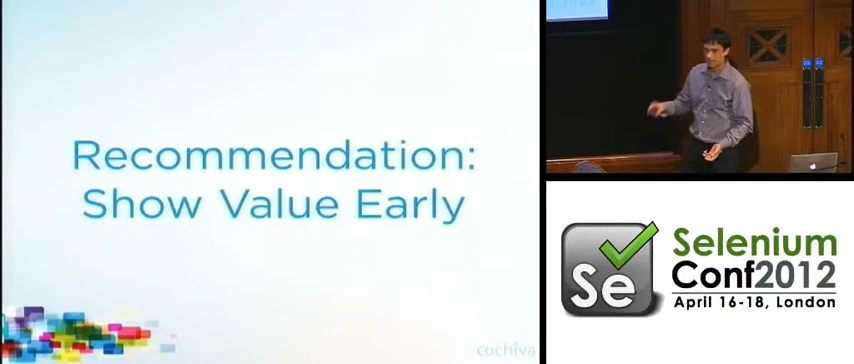 Recommendation:
Show Value Early
cochiva
Se
Selenium
Conf2012
April 16-18, London